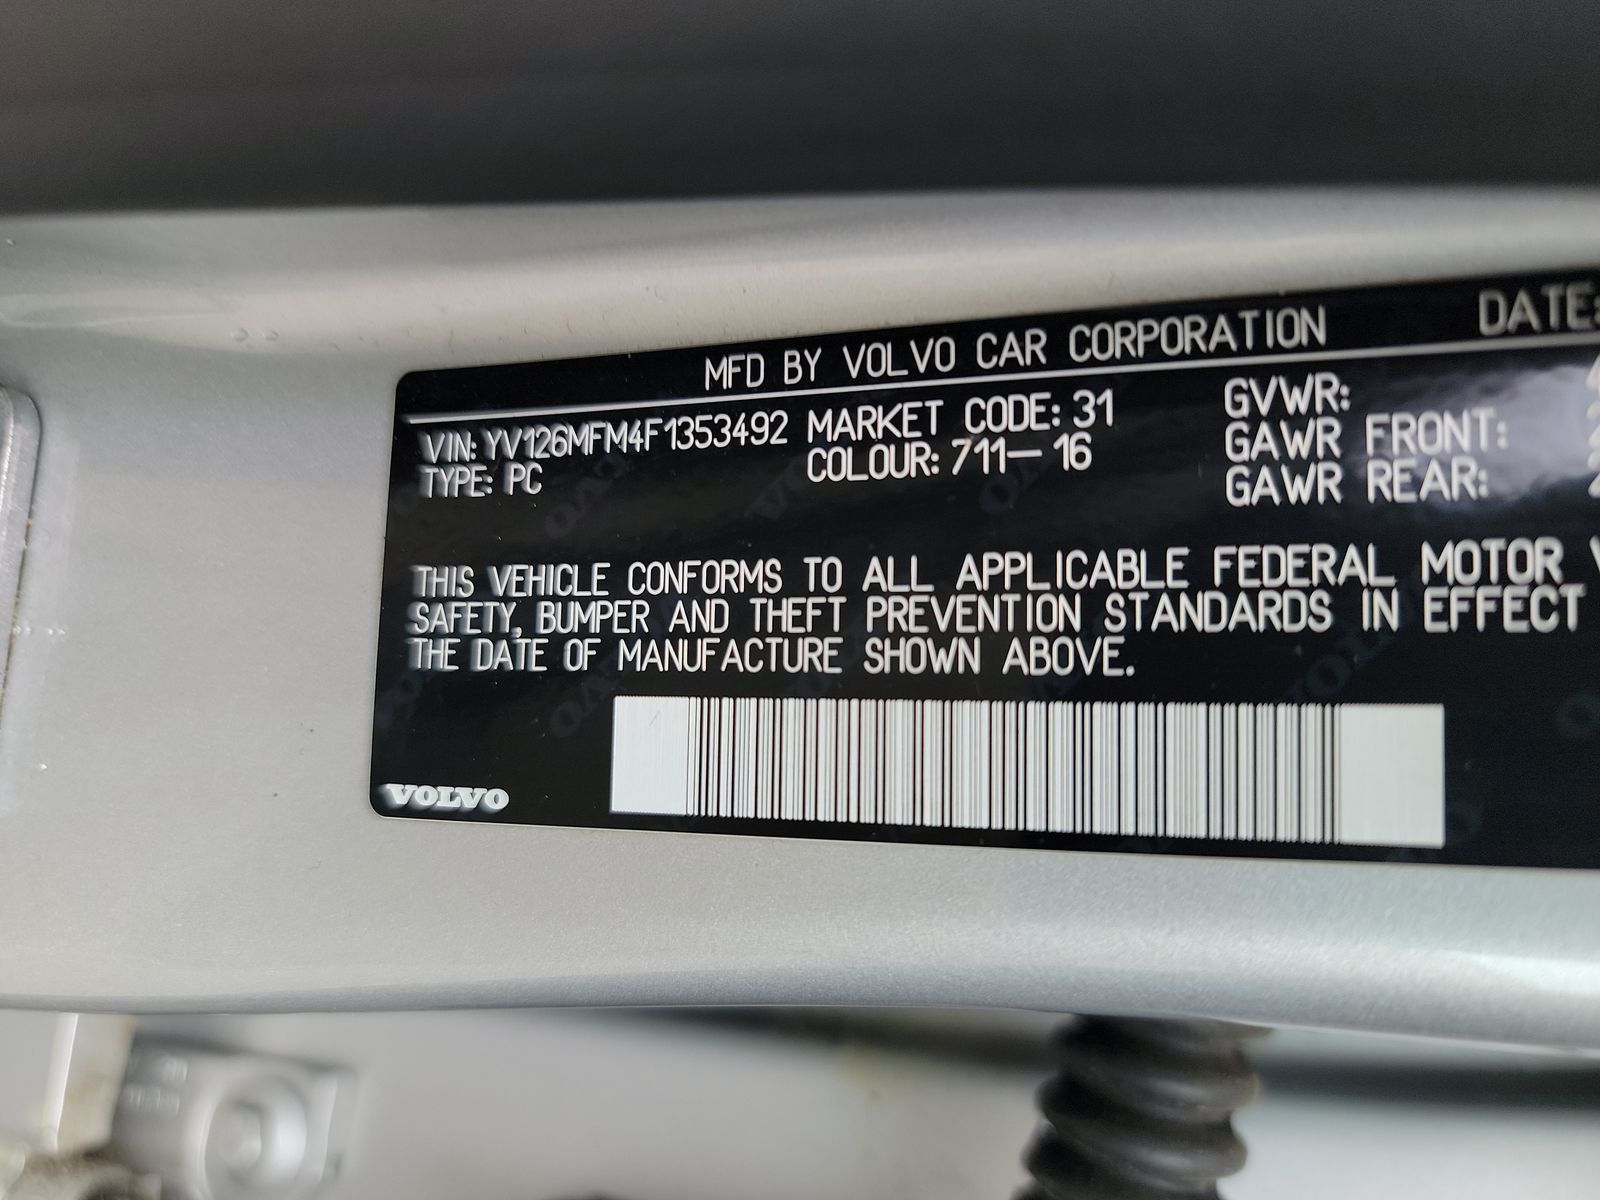 MFD BY VOLVO CAR CORPORATION DATE:
VIN: YV126MFM4F1353492 MARKET CODE: 31 GVWR:
TYPE: PC COLOUR: 711-16 GAWR FRONT:
GAWR REAR:
THIS VEHICLE CONFORMS TO ALL APPLICABLE FEDERAL MOTOR
SAFETY, BUMPER AND THEFT PREVENTION STANDARDS IN EFFECT
THE DATE OF MANUFACTURE SHOWN ABOVE.
VOLVO